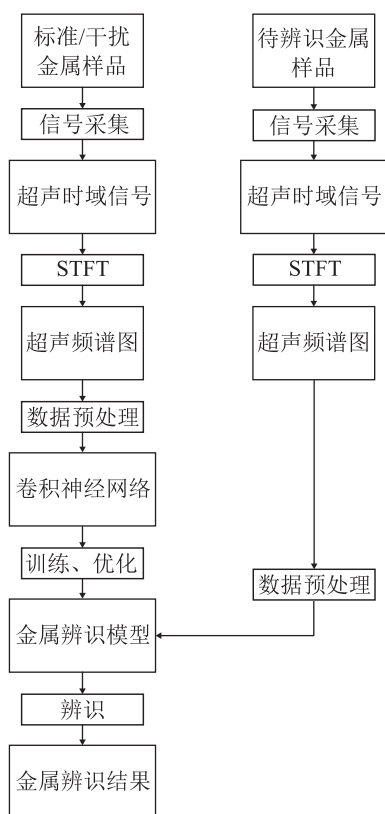 标准/干扰
金属样品
信号采集
超声时域信号
STFT
超声频谱图
数据预处理
卷积神经网络
训练、优化
金属辨识模型
辨识
金属辨识结果
待辨识金属
样品
信号采集
超声时域信号
STFT
超声频谱图
数据预处理